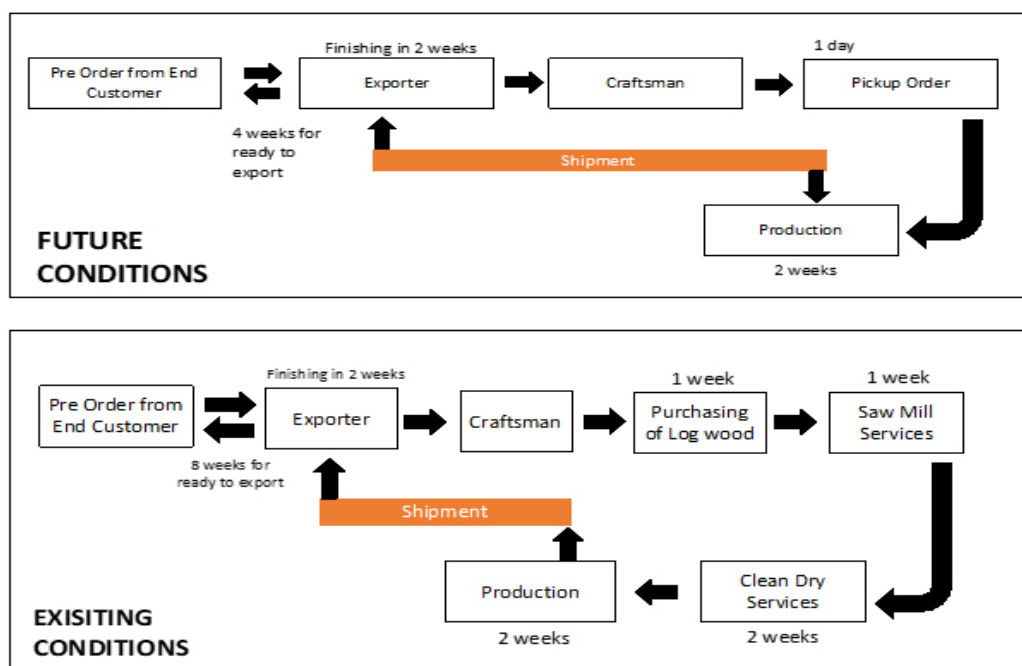 Finishing in 2 weeks
1 day
Pre Order from End
Customer
Exporter
Craftsman
Pickup Order
4 weeks for
ready to
export
Shipment
Production
2 weeks
FUTURE
CONDITIONS
Finishing in 2 weeks
1 week
1 week
Pre Order from
End Customer
Exporter
Craftsman
Purchasing
of Log wood
Saw Mill
Services
8 weeks for
ready to export
Shipment
Production
Clean Dry
Services
2 weeks
2 weeks
EXISITING
CONDITIONS